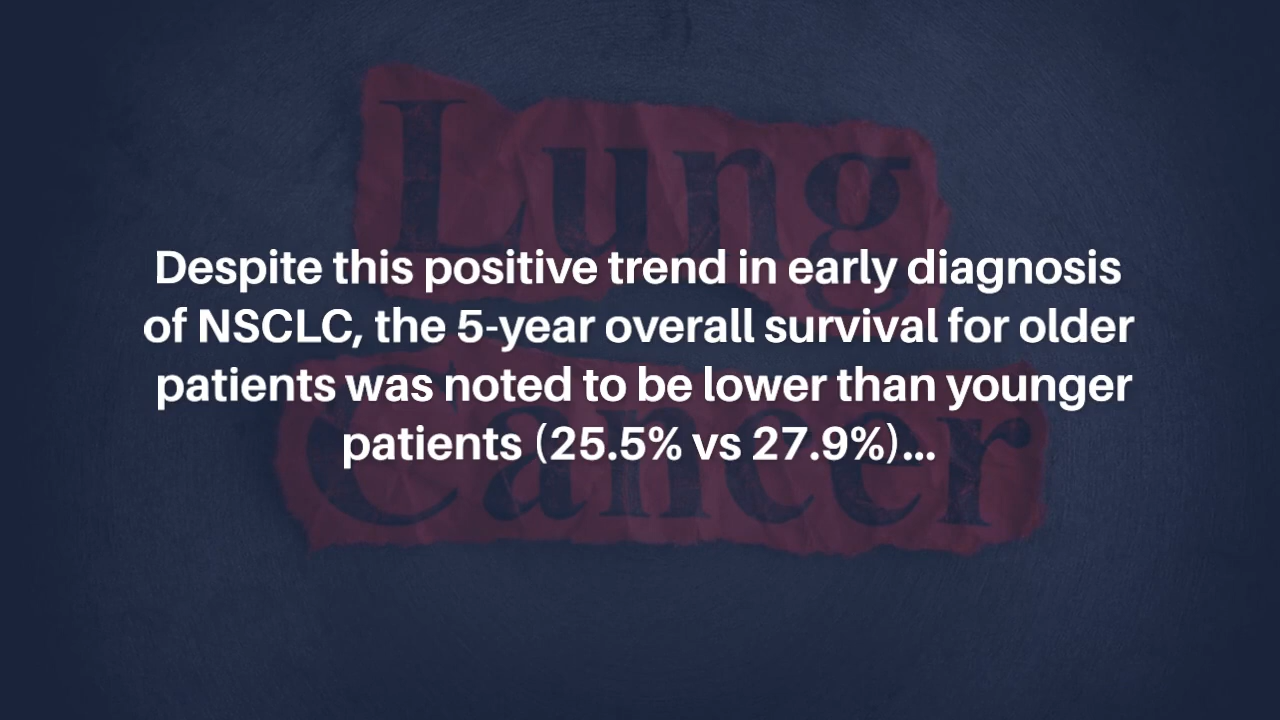 Lung
Cancer
Despite this positive trend in early diagnosis
of NSCLC, the 5-year overall survival for older
patients was noted to be lower than younger
patients (25.5% vs 27.9%)...